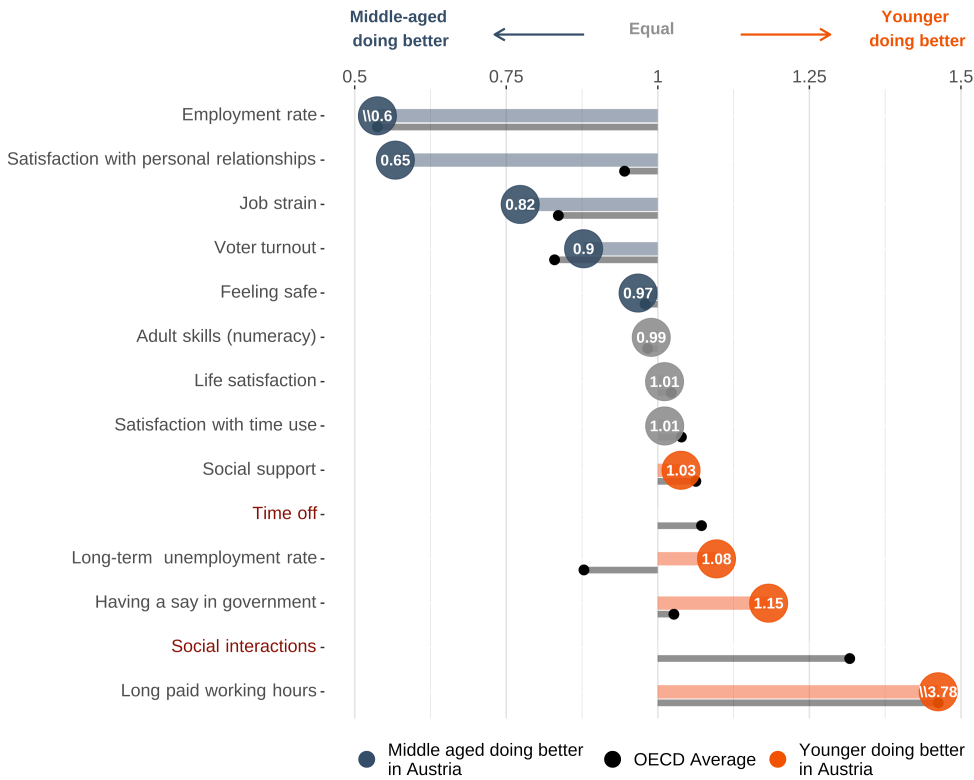 Middle-aged
doing better
Equal
Younger
doing better
0.5 0.75 1 1.25 1.5
Employment rate \\0.6
Satisfaction with personal relationships 0.65
Job strain 0.82
Voter turnout 0.9
Feeling safe 0.97
Adult skills (numeracy) 0.99
Life satisfaction 1.01
Satisfaction with time use 1.01
Social support 1.03
Time off
Long-term unemployment rate 1.08
Having a say in government 1.15
Social interactions
Long paid working hours \\3.78
Middle aged doing better
in Austria
OECD Average
Younger doing better
in Austria